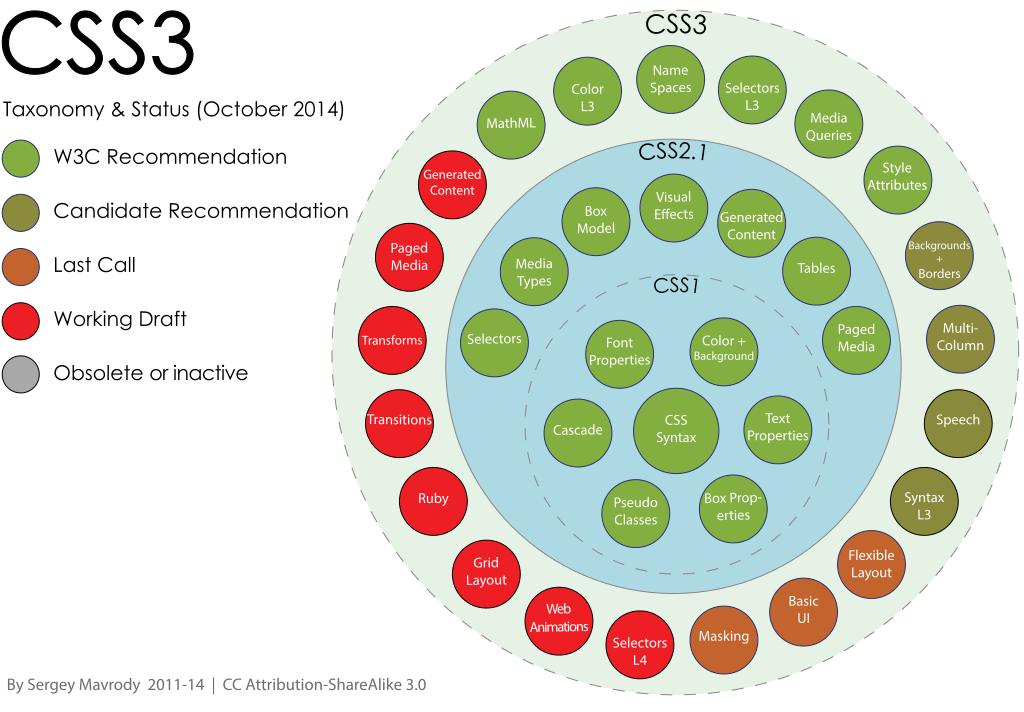 CSS3
Taxonomy & Status (October 2014)
W3C Recommendation
Candidate Recommendation
Last Call
Working Draft
Obsolete or inactive
CSS3
Name
Spaces
Selectors
L3
Media
Queries
Style
Attributes
Backgrounds
+
Borders
Multi-
Column
Speech
Syntax
L3
Flexible
Layout
Basic
UI
Masking
Selectors
L4
Web
Animations
Grid
Layout
Ruby
Transitions
Transforms
Paged
Media
Generated
Content
MathML
Color
L3
CSS2.1
Selectors
Media
Types
Box
Model
Visual
Effects
Generated
Content
Tables
Paged
Media
CSS1
Font
Properties
Color +
Background
Cascade
CSS
Syntax
Text
Properties
Pseudo
Classes
Box Prop-
erties
By Sergey Mavrody 2011-14 | CC Attribution-ShareAlike 3.0